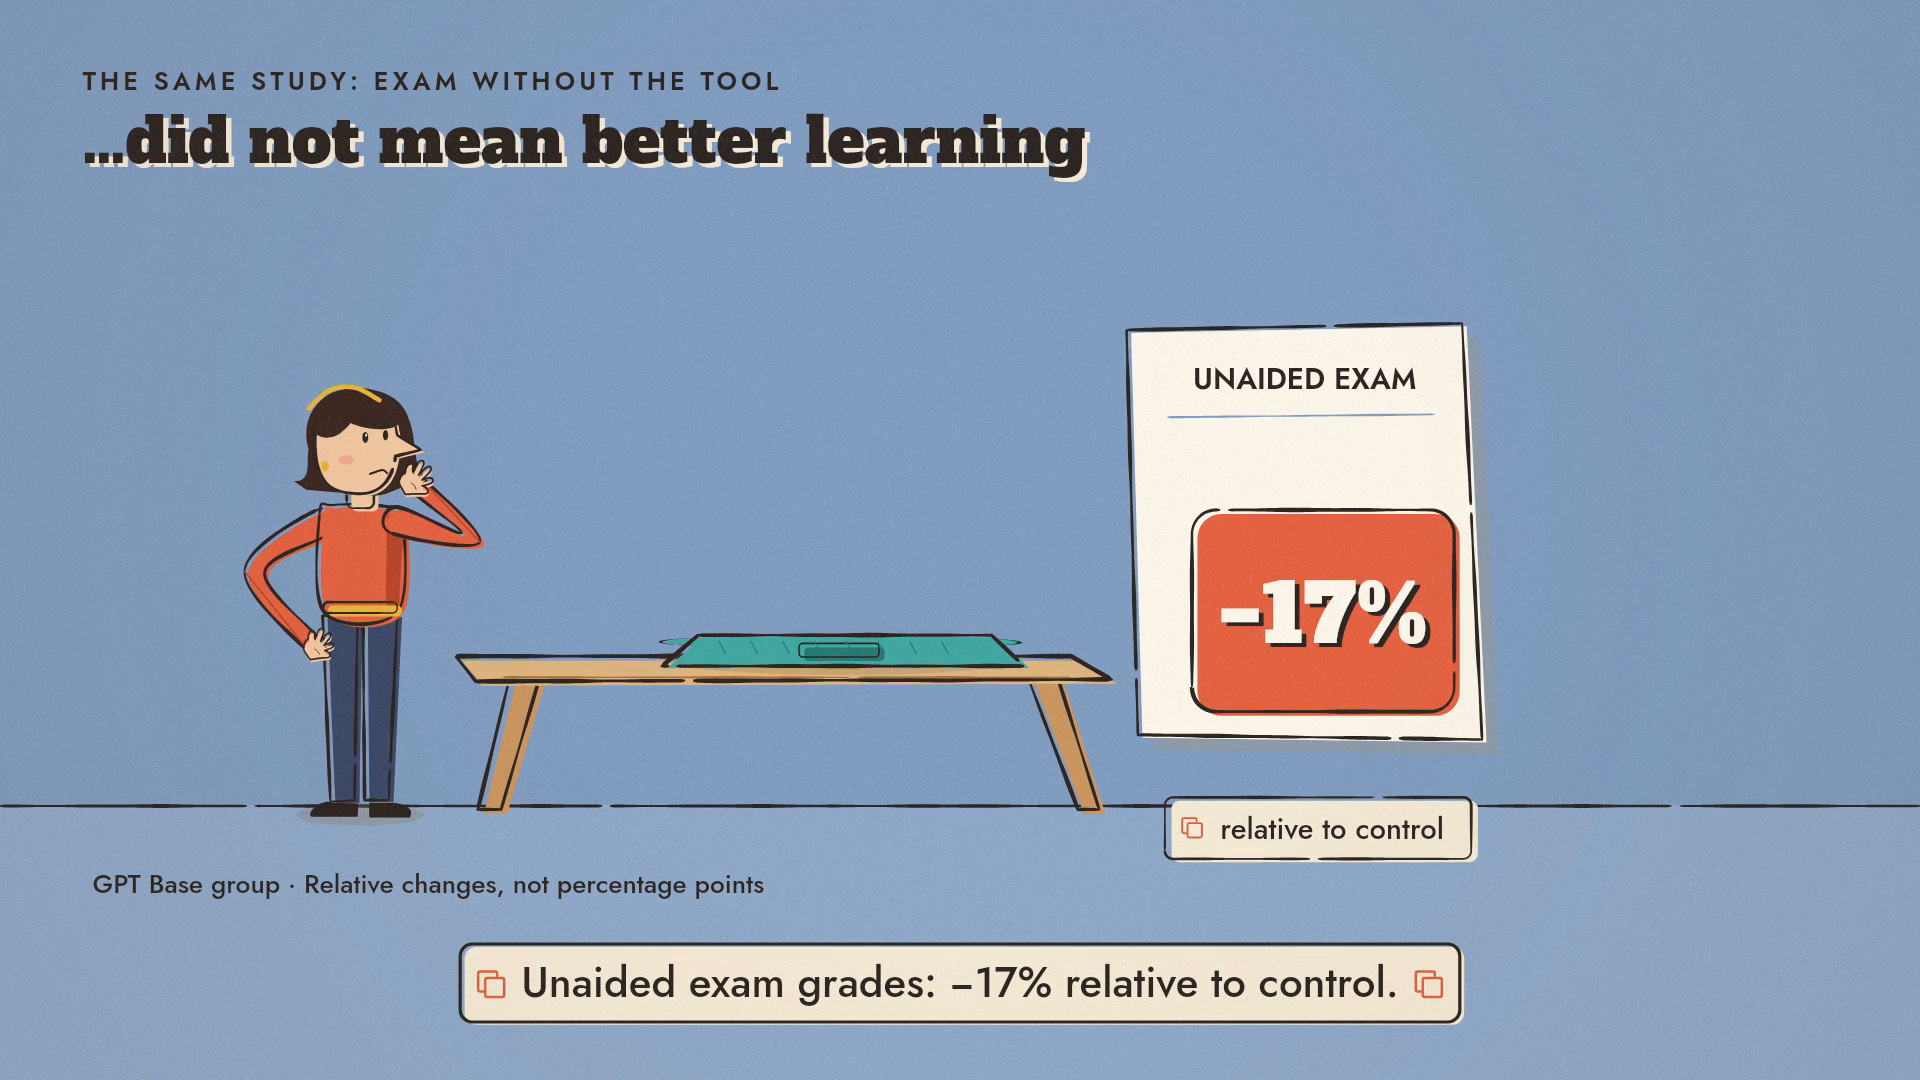 THE SAME STUDY: EXAM WITHOUT THE TOOL
...did not mean better learning
UNAIDED EXAM
–17%
relative to control
GPT Base group · Relative changes, not percentage points
Unaided exam grades: –17% relative to control.